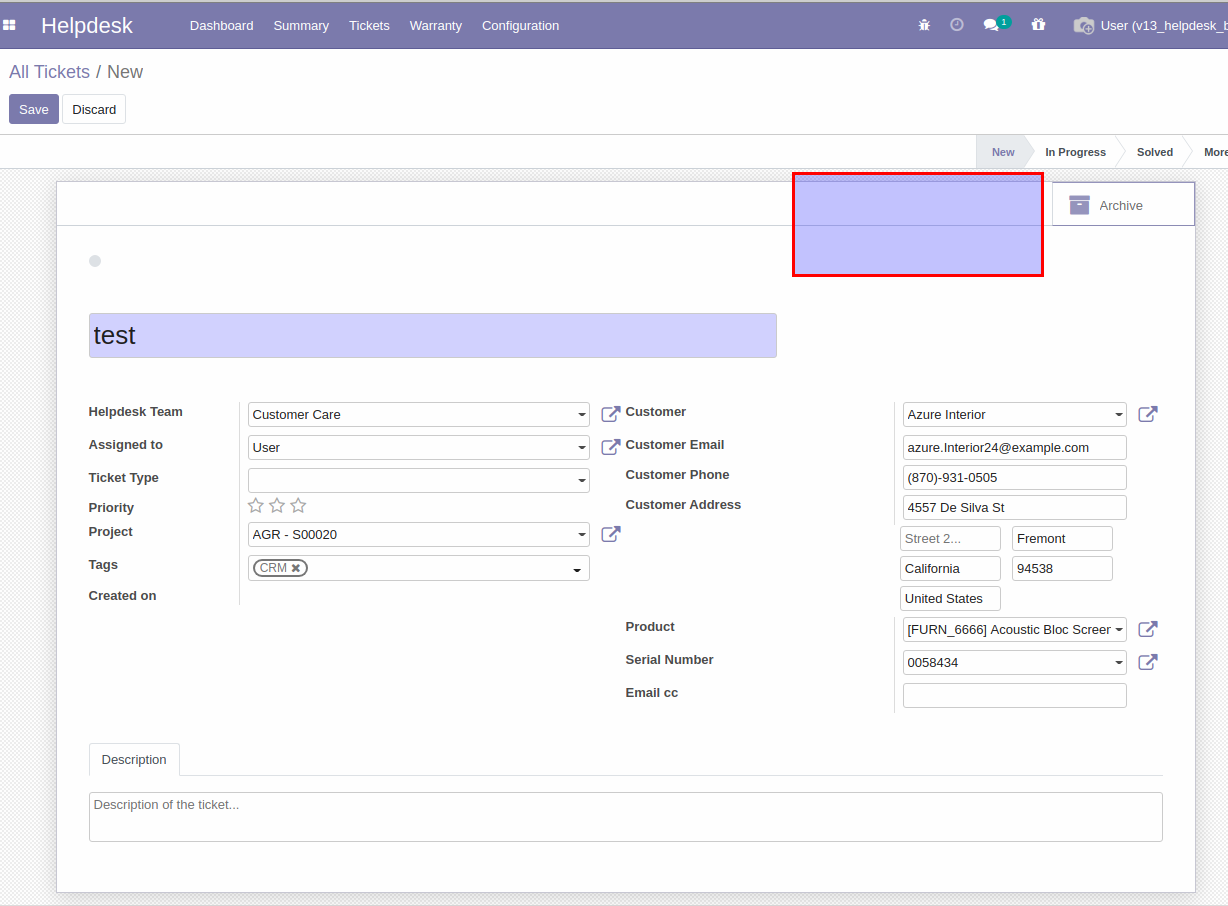 Helpdesk Dashboard Summary Tickets Warranty Configuration 1 User (v13_helpdesk_b
All Tickets / New
Save Discard
New In Progress Solved More
Archive
test
Helpdesk Team Customer Care Customer Azure Interior
Assigned to User Customer Email azure.Interior24@example.com
Ticket Type Customer Phone (870)-931-0505
Priority Customer Address 4557 De Silva St
Project AGR - S00020 Street 2... Fremont
Tags CRM California 94538
Created on United States
Product [FURN_6666] Acoustic Bloc Screen
Serial Number 0058434
Email cc
Description
Description of the ticket...